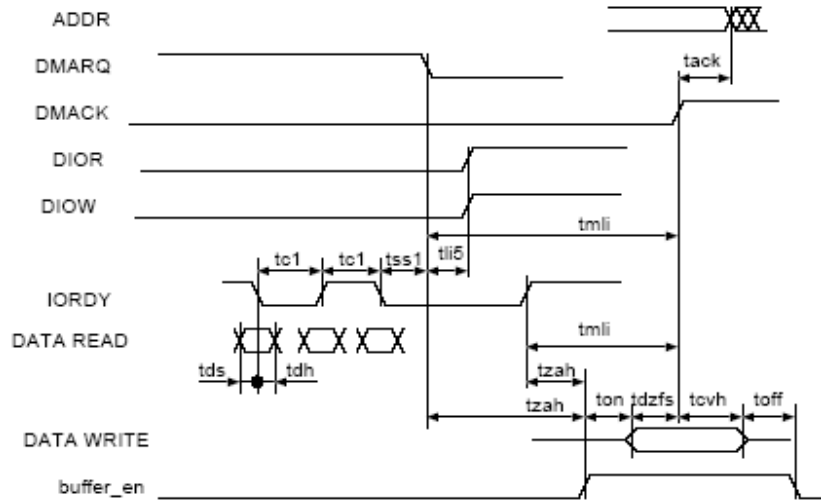 ADDR
DMARQ
tack
DMACK
DIOR
DIOW
tmli
tc1 tc1 tss1 tli5
IORDY
tmli
DATA READ
tds tdh
tzah
tzah ton tdzfs tcvh toff
DATA WRITE
buffer_en